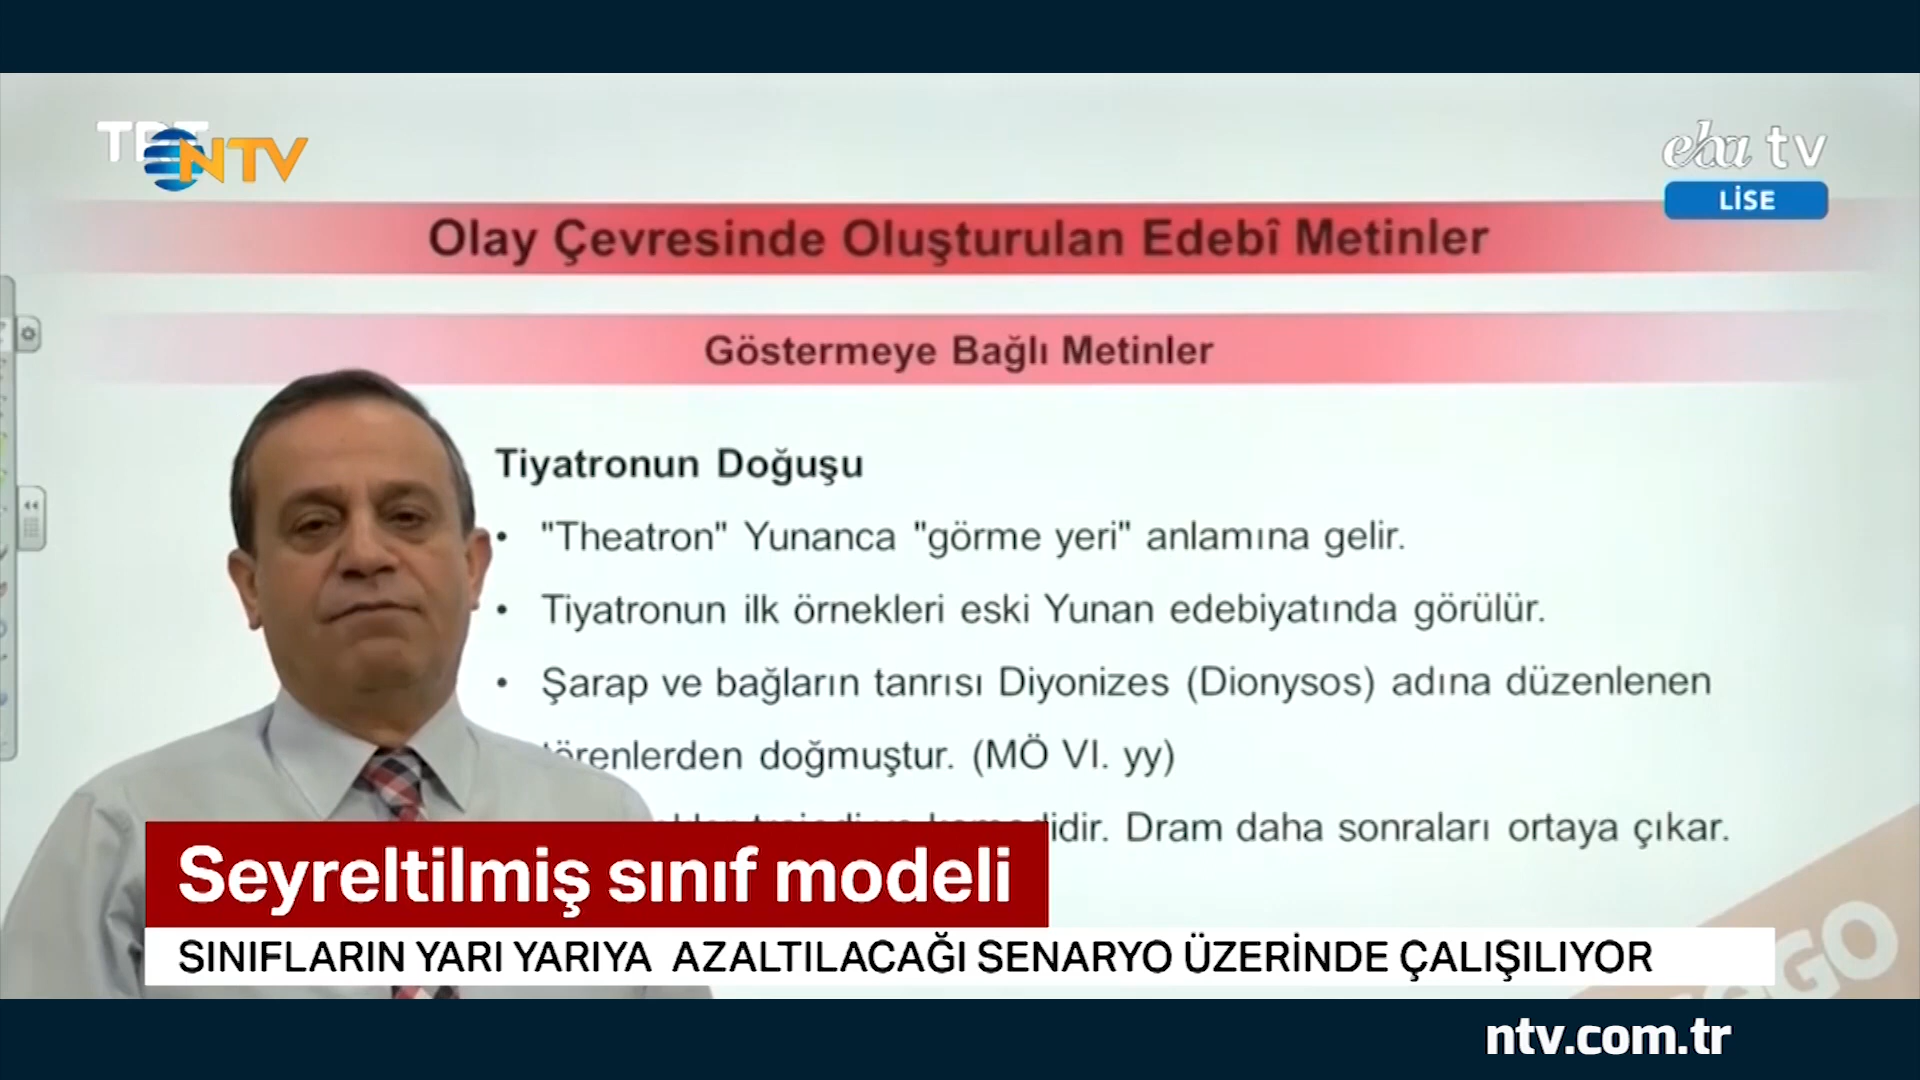 NTV
eba tv
LİSE
Olay Çevresinde Oluşturulan Edebî Metinler
Göstermeye Bağlı Metinler
Tiyatronun Doğuşu
• "Theatron" Yunanca "görme yeri" anlamına gelir.
• Tiyatronun ilk örnekleri eski Yunan edebiyatında görülür.
• Şarap ve bağların tanrısı Diyonizes (Dionysos) adına düzenlenen
törenlerden doğmuştur. (MÖ VI. yy)
Dram daha sonraları ortaya çıkar.
Seyreltilmiş sınıf modeli
SINIFLARIN YARI YARIYA AZALTILACAĞI SENARYO ÜZERİNDE ÇALIŞILIYOR
ntv.com.tr